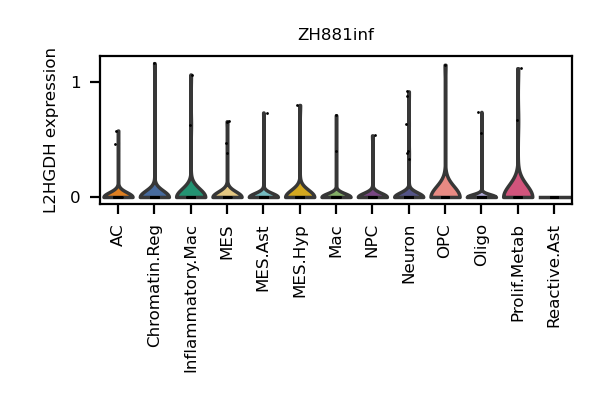 ZH881inf
L2HGDH expression
1
0
AC
Chromatin.Reg
Inflammatory.Mac
MES
MES.Ast
MES.Hyp
Mac
NPC
Neuron
OPC
Oligo
Prolif.Metab
Reactive.Ast